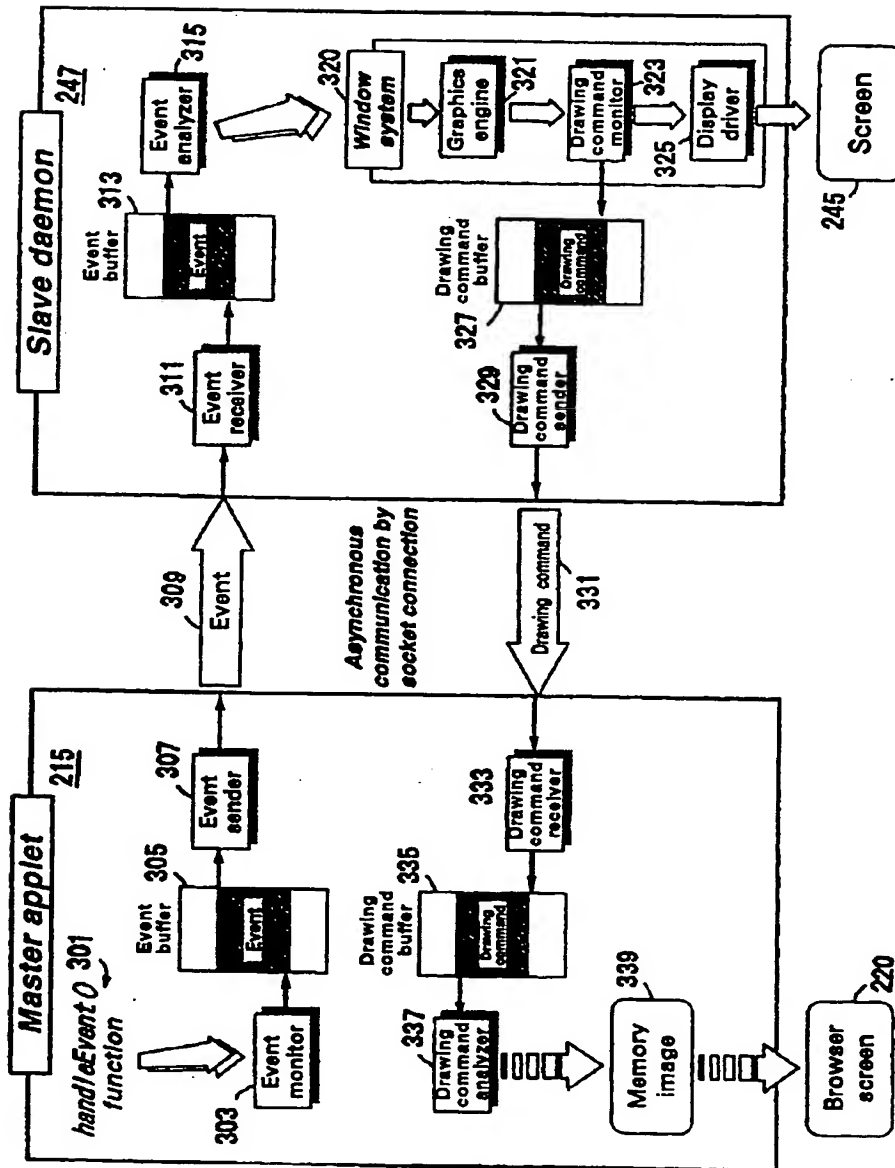 Master applet
215
handleEvent ()
function
301
Event
monitor
303
Event
buffer
305
Event
Event
sender
307
309
Event
Asynchronous
communication by
socket connection
Drawing command
331
Drawing
command
receiver
333
Drawing
command
buffer
335
Drawing
command
Drawing
command
analyzer
337
Memory
image
339
Browser
screen
220
Slave daemon
247
Event
receiver
311
Event
buffer
313
Event
Event
analyzer
315
Window
system
320
Graphics
engine
321
Drawing
command
monitor
323
Display
driver
325
Drawing
command
buffer
327
Drawing
command
Drawing
command
sender
329
Screen
245